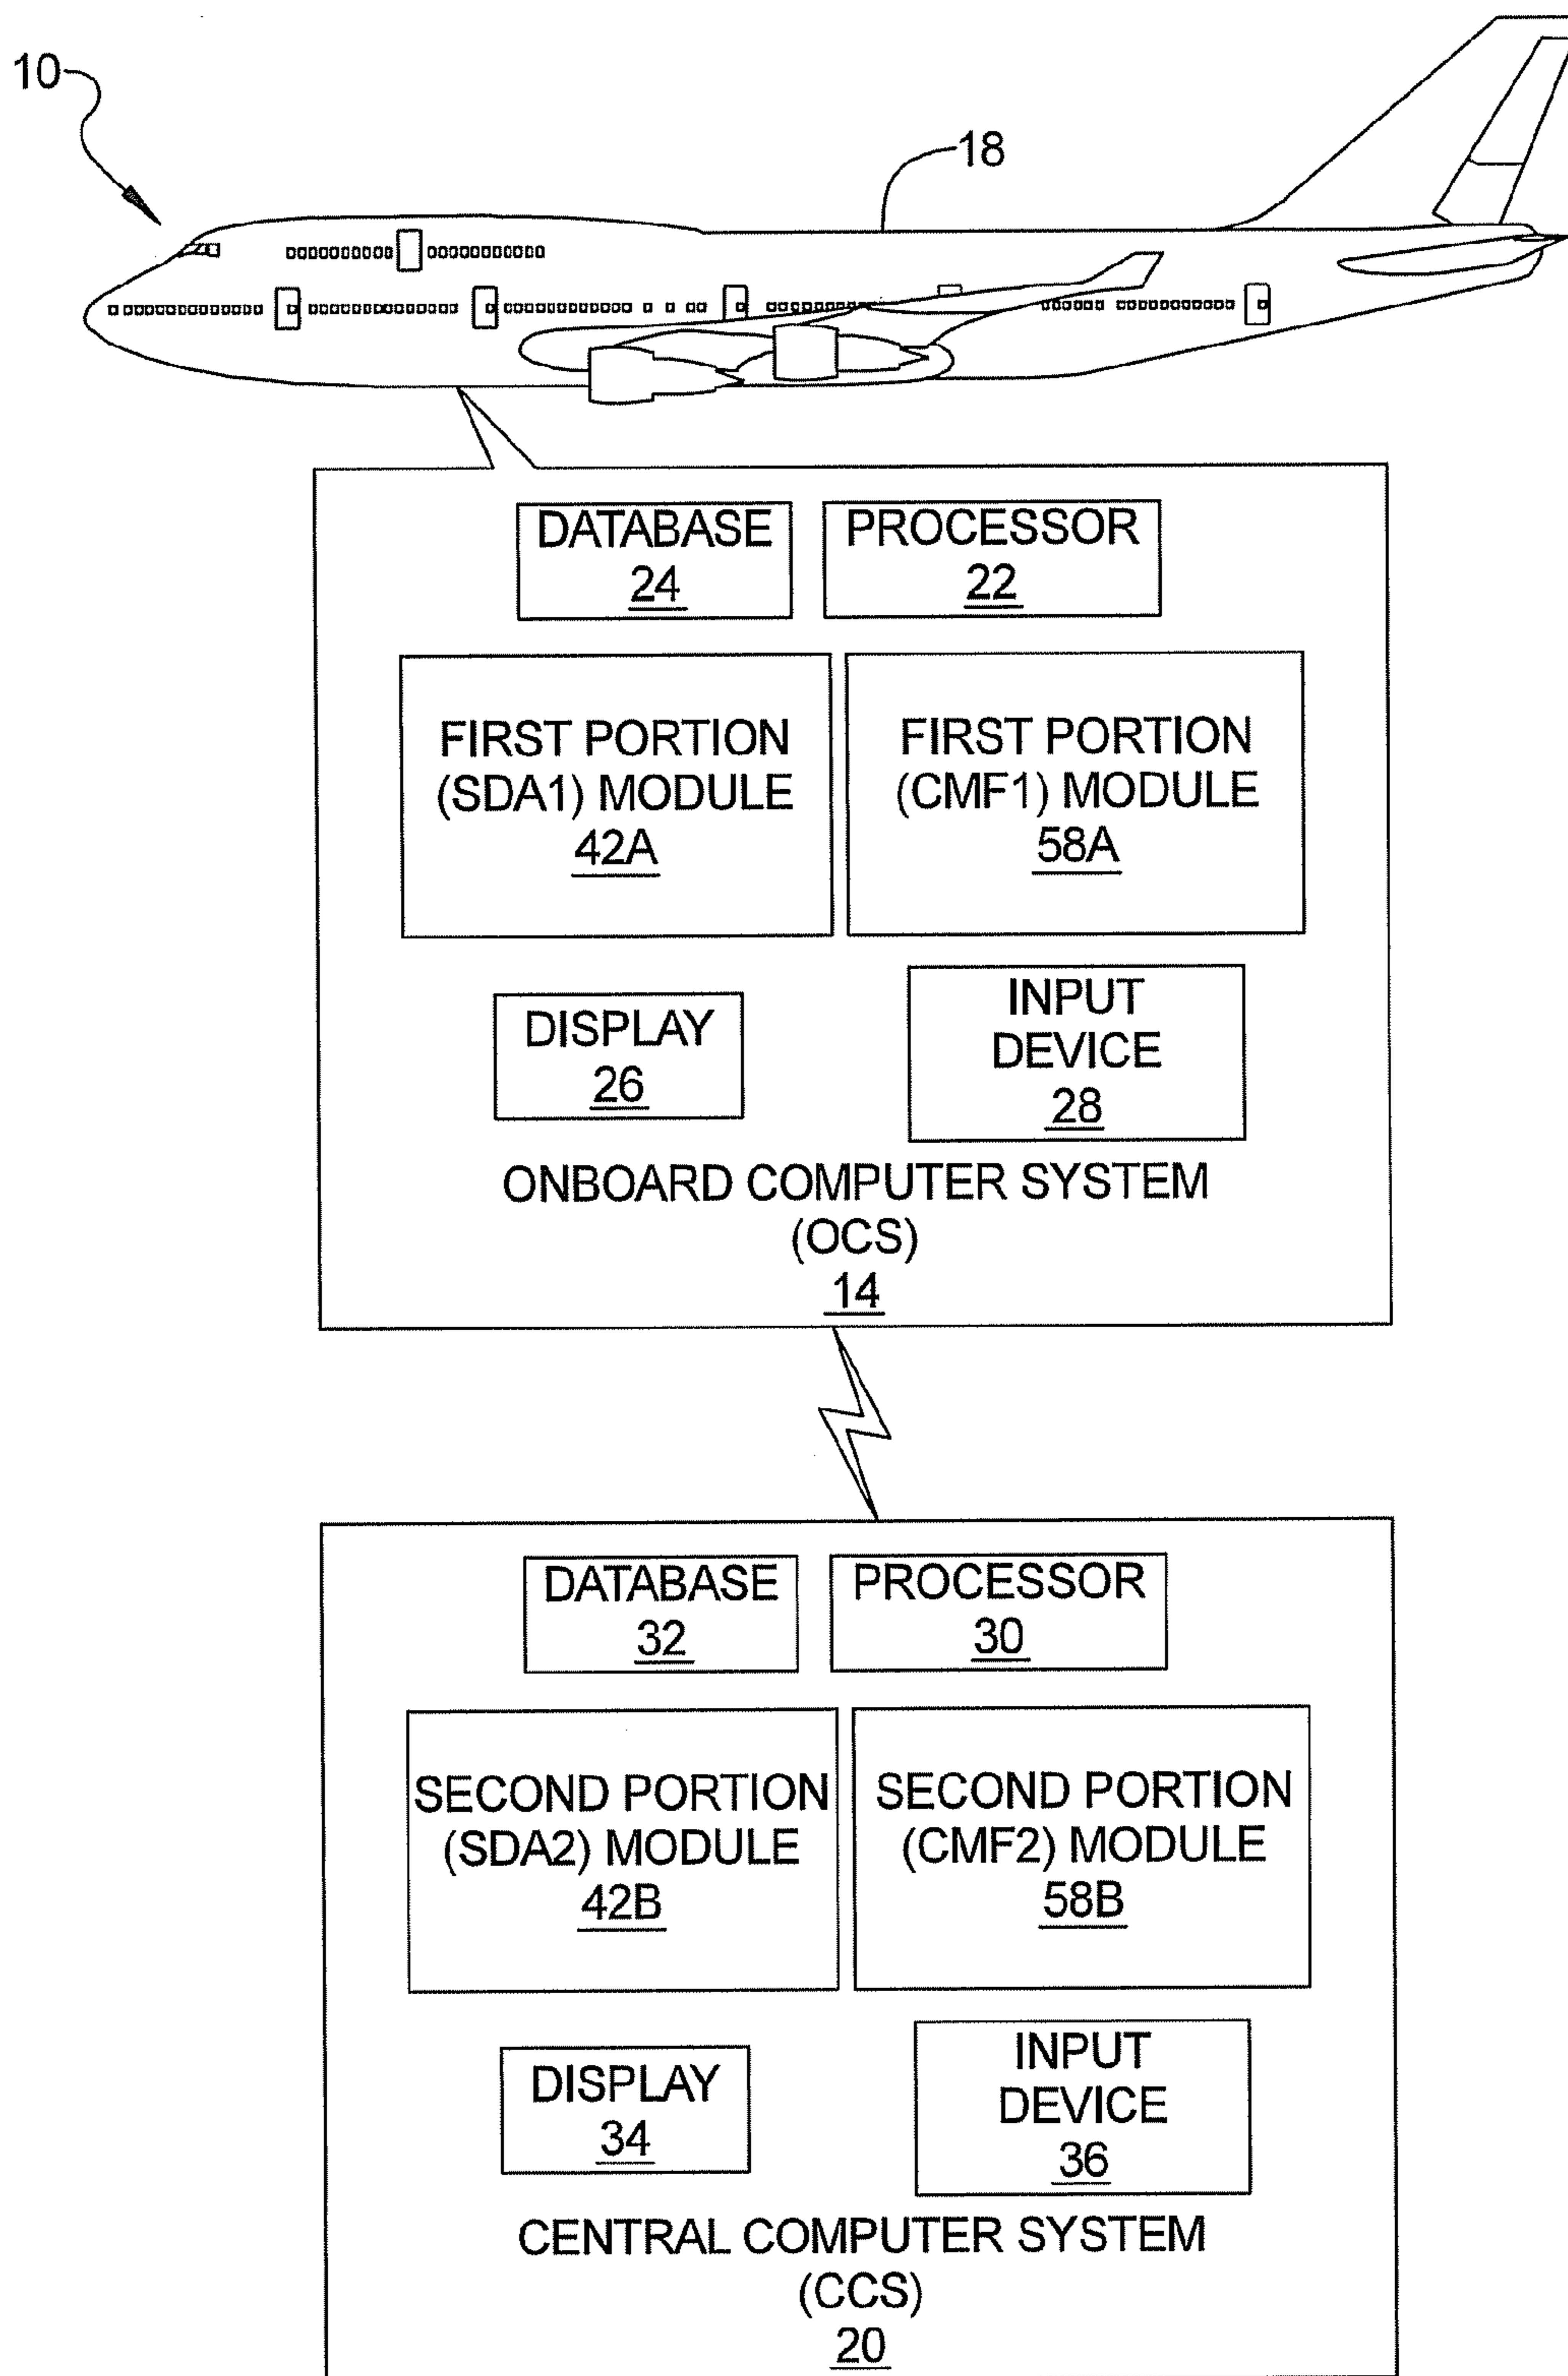 10
18
DATABASE
24
PROCESSOR
22
FIRST PORTION
(SDA1) MODULE
42A
FIRST PORTION
(CMF1) MODULE
58A
DISPLAY
26
INPUT
DEVICE
28
ONBOARD COMPUTER SYSTEM
(OCS)
14
DATABASE
32
PROCESSOR
30
SECOND PORTION
(SDA2) MODULE
42B
SECOND PORTION
(CMF2) MODULE
58B
DISPLAY
34
INPUT
DEVICE
36
CENTRAL COMPUTER SYSTEM
(CCS)
20